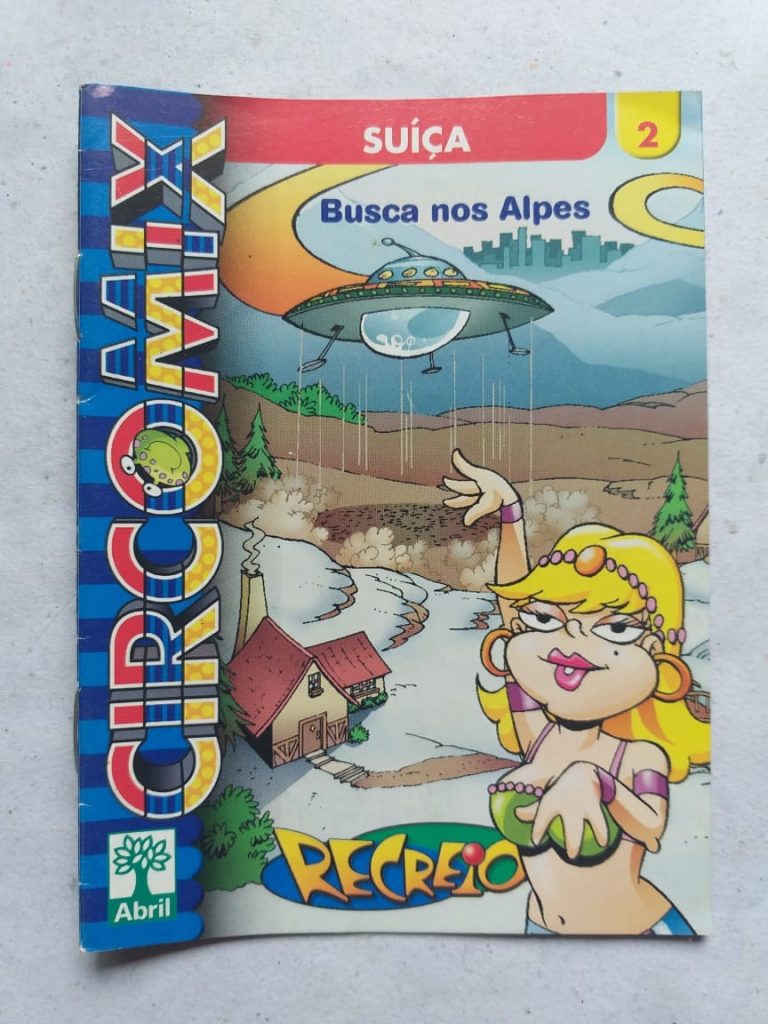 SUÍÇA
2
Busca nos Alpes
CIRCOMIX
RECREIO
Abril